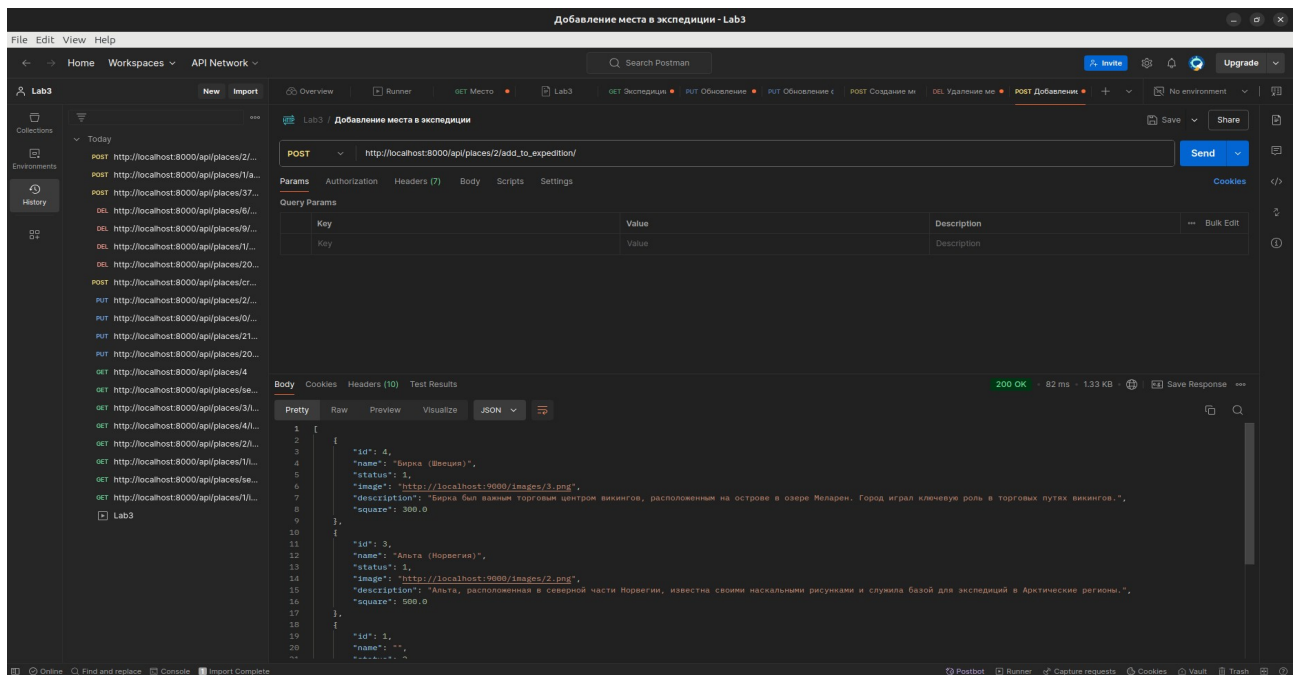 Добавление места в экспедиции - Lab3
File Edit View Help
Home Workspaces API Network Search Postman Invite Upgrade
Lab3 New Import Overview Runner GET Место Lab3 GET Экспедици PUT Обновление PUT Обновление с POST Создание ме DEL Удаление ме POST Добавление No environment
Collections
Environments
History
Today
POST http://localhost:8000/api/places/2/...
POST http://localhost:8000/api/places/1/a...
POST http://localhost:8000/api/places/37...
DEL http://localhost:8000/api/places/6/...
DEL http://localhost:8000/api/places/9/...
DEL http://localhost:8000/api/places/1/...
DEL http://localhost:8000/api/places/20...
POST http://localhost:8000/api/places/cr...
PUT http://localhost:8000/api/places/2/...
PUT http://localhost:8000/api/places/0/...
PUT http://localhost:8000/api/places/21...
PUT http://localhost:8000/api/places/20...
GET http://localhost:8000/api/places/4
GET http://localhost:8000/api/places/se...
GET http://localhost:8000/api/places/3/i...
GET http://localhost:8000/api/places/4/i...
GET http://localhost:8000/api/places/2/i...
GET http://localhost:8000/api/places/1/i...
GET http://localhost:8000/api/places/se...
GET http://localhost:8000/api/places/1/i...
Lab3
Lab3 / Добавление места в экспедиции Save Share
POST http://localhost:8000/api/places/2/add_to_expedition/ Send
Params Authorization Headers (7) Body Scripts Settings Cookies
Query Params
Key Value Description Bulk Edit
Key Value Description
Body Cookies Headers (10) Test Results 200 OK 82 ms 1.33 KB Save Response
Pretty Raw Preview Visualize JSON
1 [
2 {
3 "id": 4,
4 "name": "Бирка (Швеция)",
5 "status": 1,
6 "image": "http://localhost:9000/images/3.png",
7 "description": "Бирка был важным торговым центром викингов, расположенным на острове в озере Меларен. Город играл ключевую роль в торговых путях викингов.",
8 "square": 300.0
9 },
10 {
11 "id": 3,
12 "name": "Альта (Норвегия)",
13 "status": 1,
14 "image": "http://localhost:9000/images/2.png",
15 "description": "Альта, расположенная в северной части Норвегии, известна своими наскальными рисунками и служила базой для экспедиций в Арктические регионы.",
16 "square": 500.0
17 },
18 {
19 "id": 1,
20 "name": "",
Online Find and replace Console Import Complete Postbot Runner Capture requests Cookies Vault Trash